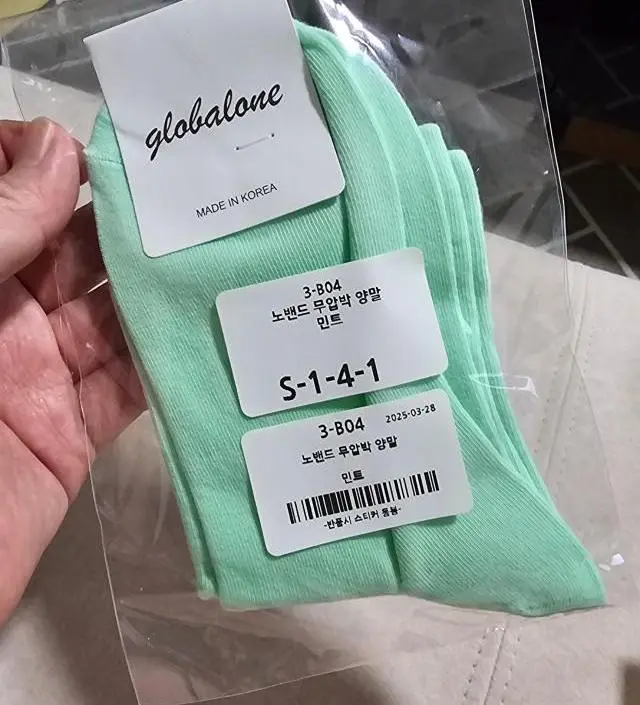 globalone
MADE IN KOREA
3-B04
노밴드 무압박 양말
민트
S-1-4-1
3-B04 2025-03-28
노밴드 무압박 양말
민트
-반품시 스티커 동봉-